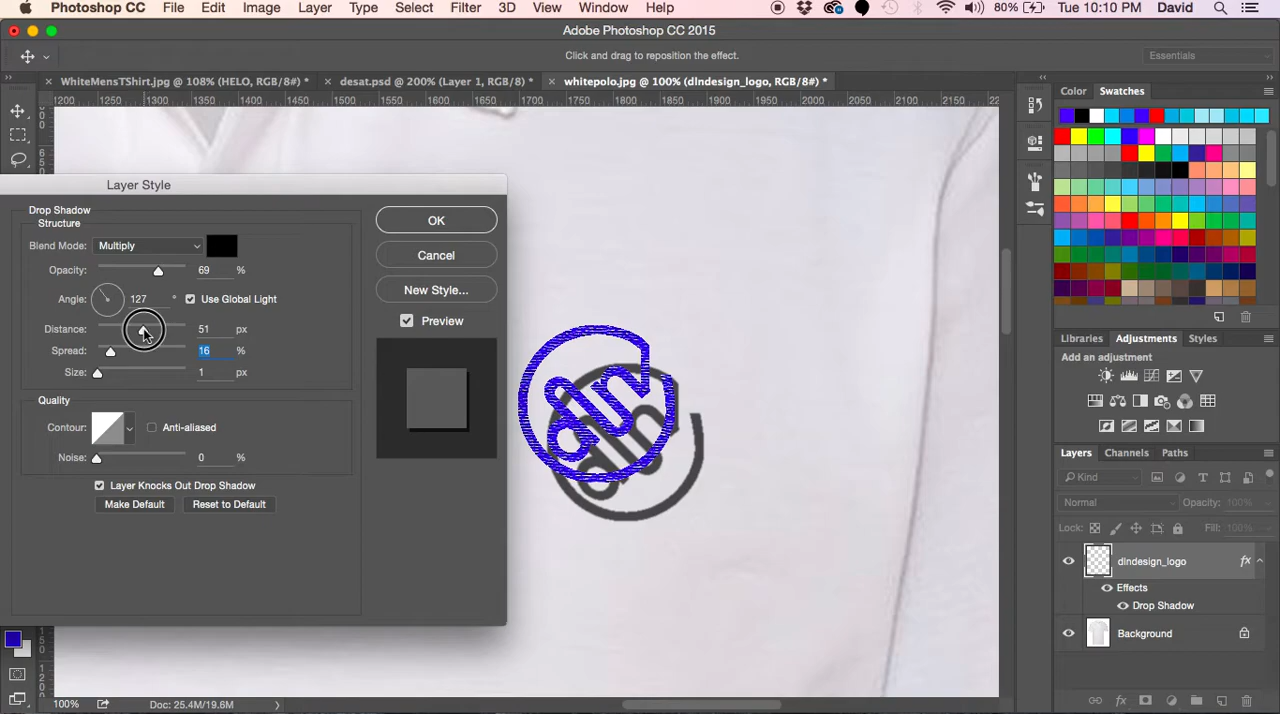 Photoshop CC File Edit Image Layer Type Select Filter 3D View Window Help 80% Tue 10:10 PM David
Adobe Photoshop CC 2015
Click and drag to reposition the effect. Essentials
WhiteMensTShirt.jpg @ 108% (HELO, RGB/8#) * desat.psd @ 200% (Layer 1, RGB/8) * whitepolo.jpg @ 100% (dIndesign_logo, RGB/8#) *
1200 1250 1300 1350 1400 1450 1500 1550 1600 1650 1700 1750 1800 1850 1900 1950 2000 2050 2100 2150
Color Swatches
Layer Style
Drop Shadow
Structure
Blend Mode: Multiply
Opacity: 69 %
Angle: 127 ° Use Global Light
Distance: 51 px
Spread: 16 %
Size: 1 px
Quality
Contour: Anti-aliased
Noise: 0 %
Layer Knocks Out Drop Shadow
Make Default Reset to Default
OK
Cancel
New Style...
Preview
dIn
Libraries Adjustments Styles
Add an adjustment
Layers Channels Paths
Kind
Normal Opacity: 100%
Lock: Fill: 100%
dIndesign_logo fx
Effects
Drop Shadow
Background
100% Doc: 25.4M/19.6M
fx